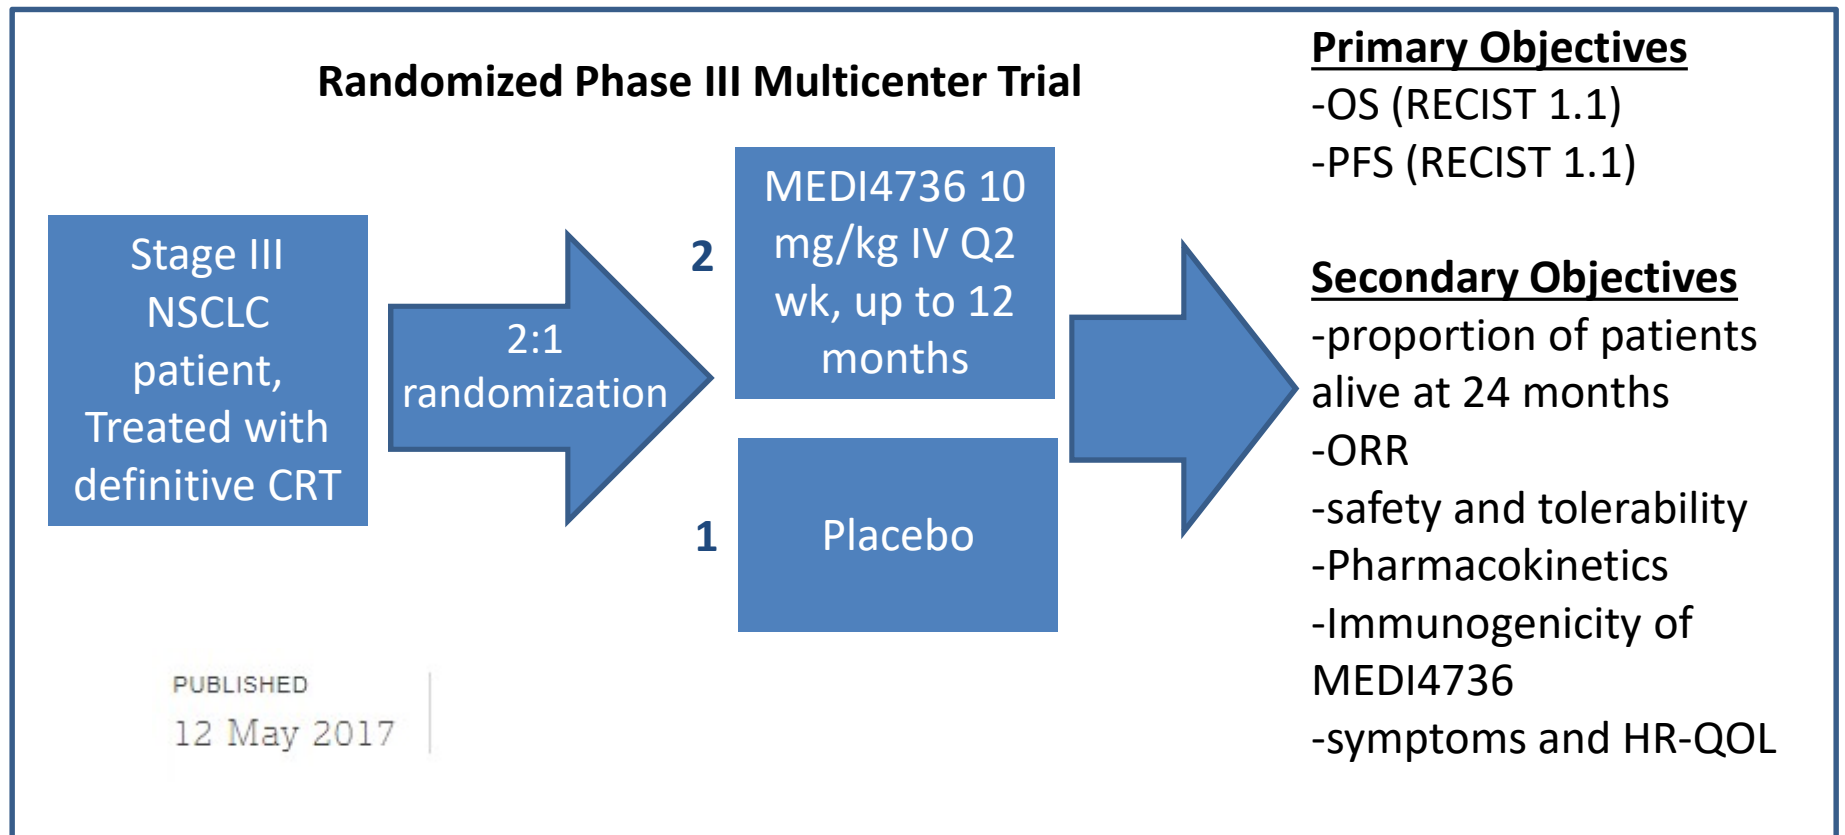 Randomized Phase III Multicenter Trial
Stage III
NSCLC
patient,
Treated with
definitive CRT
2:1
randomization
2
MEDI4736 10
mg/kg IV Q2
wk, up to 12
months
1
Placebo
Primary Objectives
-OS (RECIST 1.1)
-PFS (RECIST 1.1)
Secondary Objectives
-proportion of patients
alive at 24 months
-ORR
-safety and tolerability
-Pharmacokinetics
-Immunogenicity of
MEDI4736
-symptoms and HR-QOL
PUBLISHED
12 May 2017